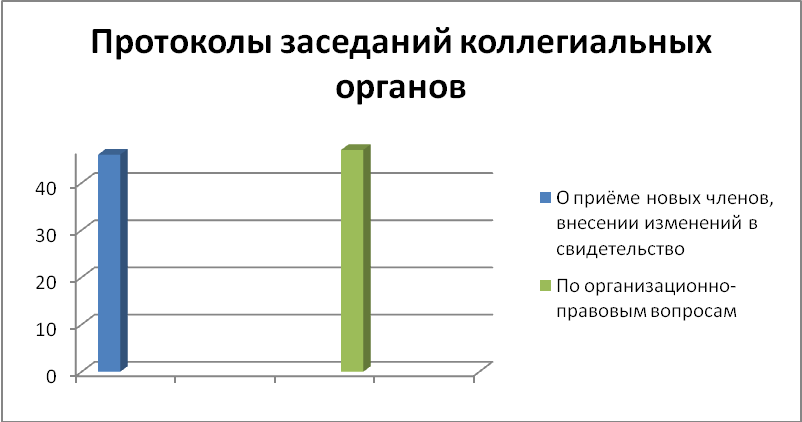 Протоколы заседаний коллегиальных
органов
40
30
20
10
0
О приёме новых членов,
внесении изменений в
свидетельство
По организационно-
правовым вопросам